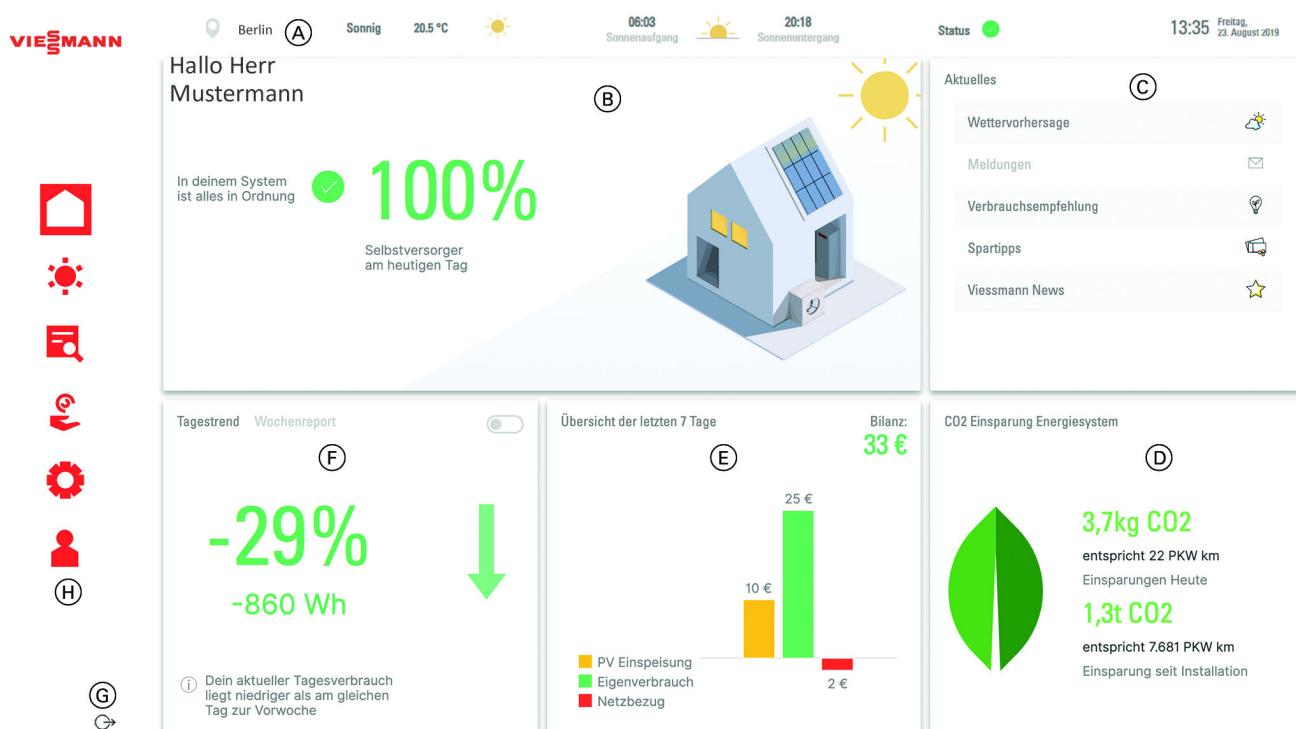 VIESSMANN
Berlin
A
Sonnig
20.5 °C
06:03
Sonnenaufgang
20:18
Sonnenuntergang
Status
13:35
Freitag,
23. August 2019
Hallo Herr
Mustermann
B
In deinem System
ist alles in Ordnung
100%
Selbstversorger
am heutigen Tag
Aktuelles
C
Wettervorhersage
Meldungen
Verbrauchsempfehlung
Spartipps
Viessmann News
Tagestrend Wochenreport
F
-29%
-860 Wh
Dein aktueller Tagesverbrauch
liegt niedriger als am gleichen
Tag zur Vorwoche
Übersicht der letzten 7 Tage
Bilanz:
33 €
E
25 €
10 €
2 €
PV Einspeisung
Eigenverbrauch
Netzbezug
CO2 Einsparung Energiesystem
D
3,7kg CO2
entspricht 22 PKW km
Einsparungen Heute
1,3t CO2
entspricht 7.681 PKW km
Einsparung seit Installation
H
G